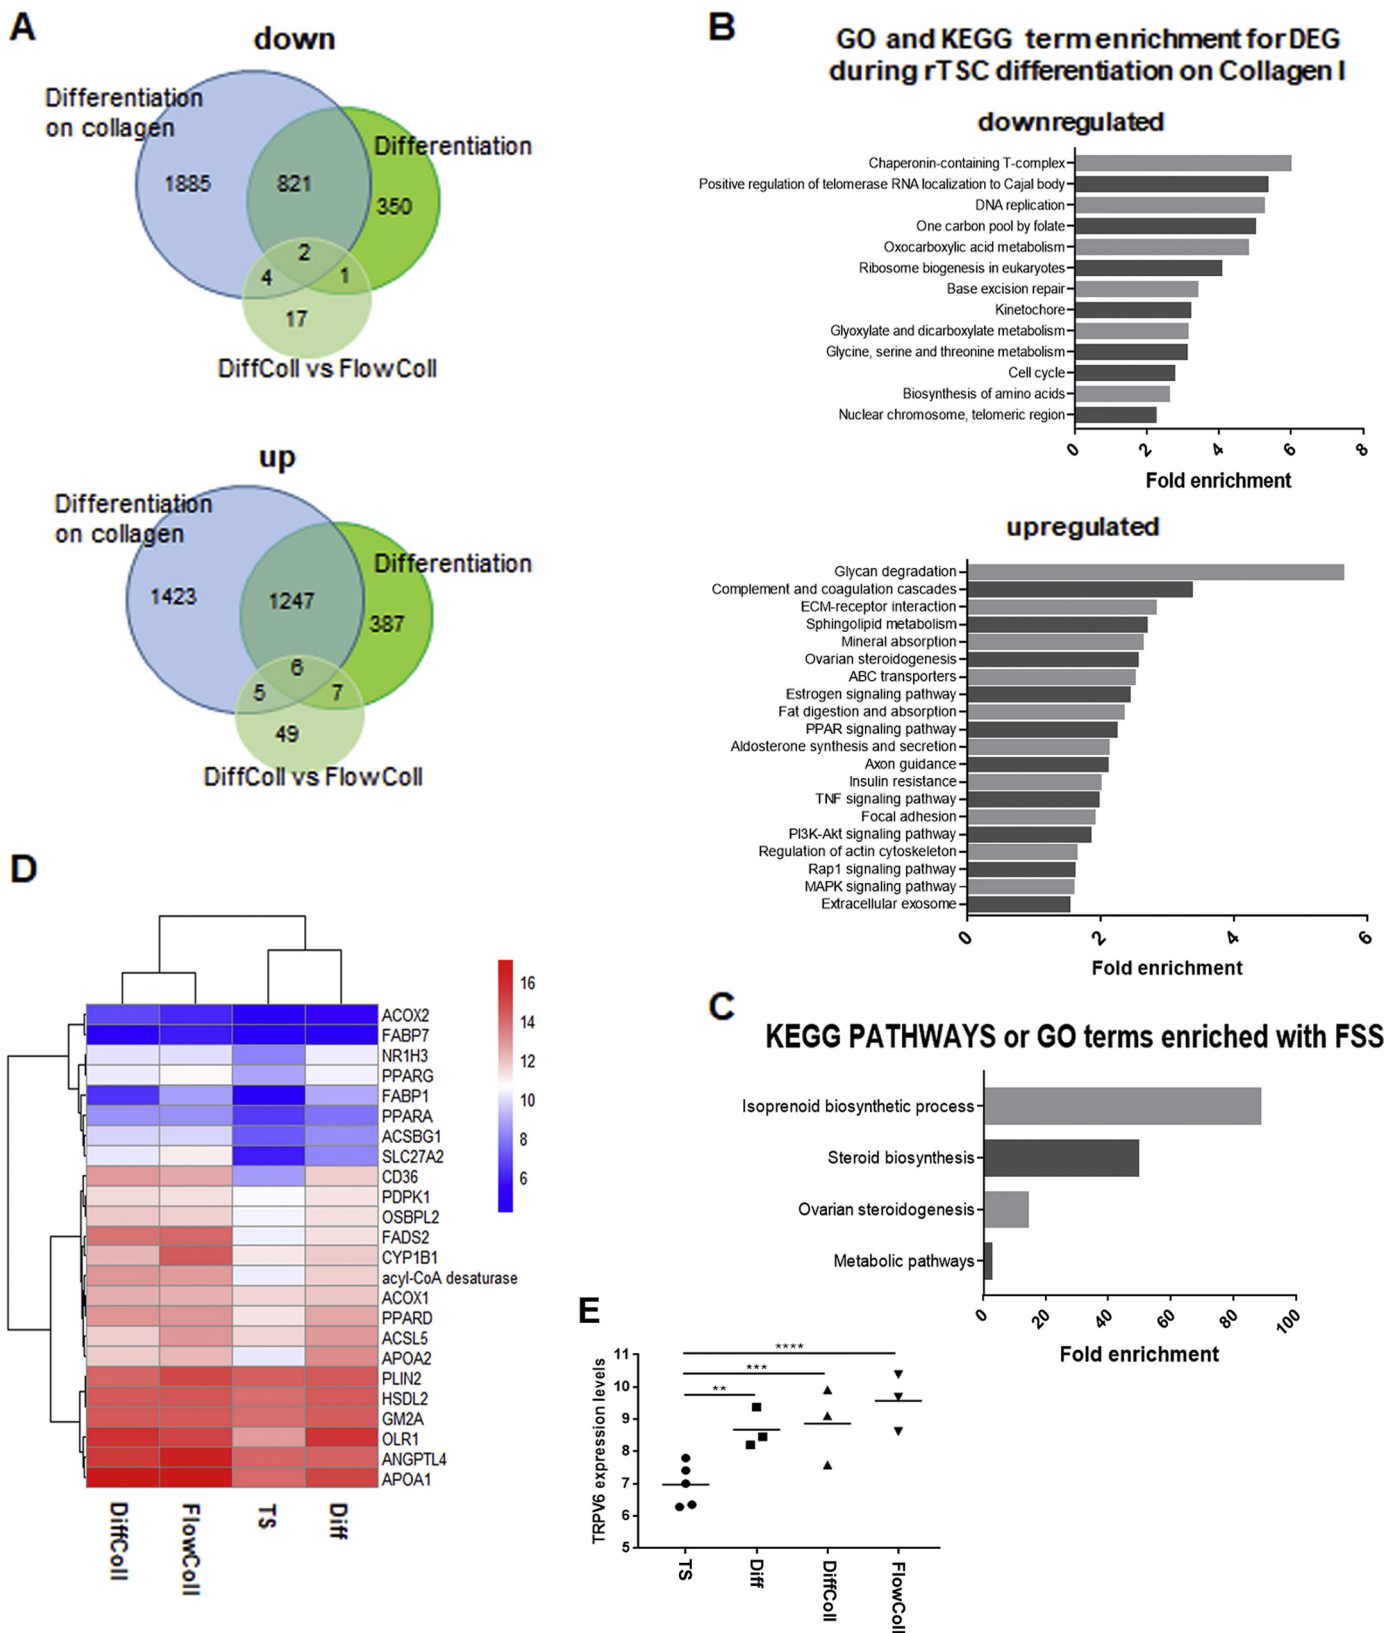 A
down
Differentiation
on collagen
Differentiation
1885
821
350
2
4
1
17
DiffColl vs FlowColl
up
Differentiation
on collagen
Differentiation
1423
1247
387
6
5
7
49
DiffColl vs FlowColl
B
GO and KEGG term enrichment for DEG
during rTSC differentiation on Collagen I
downregulated
Chaperonin-containing T-complex
Positive regulation of telomerase RNA localization to Cajal body
DNA replication
One carbon pool by folate
Oxocarboxylic acid metabolism
Ribosome biogenesis in eukaryotes
Base excision repair
Kinetochore
Glyoxylate and dicarboxylate metabolism
Glycine, serine and threonine metabolism
Cell cycle
Biosynthesis of amino acids
Nuclear chromosome, telomeric region
0 2 4 6 8
Fold enrichment
upregulated
Glycan degradation
Complement and coagulation cascades
ECM-receptor interaction
Sphingolipid metabolism
Mineral absorption
Ovarian steroidogenesis
ABC transporters
Estrogen signaling pathway
Fat digestion and absorption
PPAR signaling pathway
Aldosterone synthesis and secretion
Axon guidance
Insulin resistance
TNF signaling pathway
Focal adhesion
PI3K-Akt signaling pathway
Regulation of actin cytoskeleton
Rap1 signaling pathway
MAPK signaling pathway
Extracellular exosome
0 2 4 6
Fold enrichment
C
KEGG PATHWAYS or GO terms enriched with FSS
Isoprenoid biosynthetic process
Steroid biosynthesis
Ovarian steroidogenesis
Metabolic pathways
0 20 40 60 80 100
Fold enrichment
D
16
14
12
10
8
6
ACOX2
FABP7
NR1H3
PPARG
FABP1
PPARA
ACSBG1
SLC27A2
CD36
PDPK1
OSBPL2
FADS2
CYP1B1
acyl-CoA desaturase
ACOX1
PPARD
ACSL5
APOA2
PLIN2
HSDL2
GM2A
OLR1
ANGPTL4
APOA1
DiffColl FlowColl TS Diff
E
TRPV6 expression levels
11
10
9
8
7
6
5
****
***
**
TS Diff DiffColl FlowColl